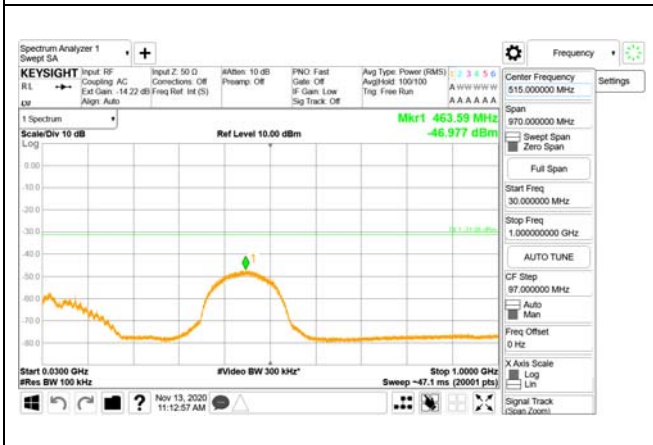 Spectrum Analyzer 1
Swept SA
KEYSIGHT
RL
Input: RF
Coupling: AC
Ext Gain: -14.22 dB
Align: Auto
Input Z: 50 Ω
Corrections: Off
Freq Ref: Int (S)
#Atten: 10 dB
Preamp: Off
PNO: Fast
Gate: Off
IF Gain: Low
Sig Track: Off
Avg Type: Power (RMS)
Avg|Hold: 100/100
Trig: Free Run
1 2 3 4 5 6
A W W W W W
A A A A A A
1 Spectrum
Scale/Div 10 dB
Log
Ref Level 10.00 dBm
Mkr1 463.59 MHz
-46.977 dBm
0.00
-10.0
-20.0
-30.0
-40.0
-50.0
-60.0
-70.0
-80.0
1
Start 0.0300 GHz
#Res BW 100 kHz
#Video BW 300 kHz*
Stop 1.0000 GHz
Sweep ~47.1 ms (20001 pts)
Nov 13, 2020
11:12:57 AM
Frequency
Settings
Center Frequency
515.000000 MHz
Span
970.000000 MHz
Swept Span
Zero Span
Full Span
Start Freq
30.000000 MHz
Stop Freq
1.000000000 GHz
AUTO TUNE
CF Step
97.000000 MHz
Auto
Man
Freq Offset
0 Hz
X Axis Scale
Log
Lin
Signal Track
(Span Zoom)